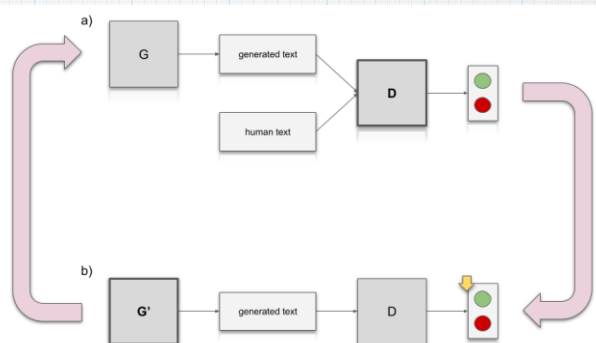 a)
G
generated text
D
human text
b)
G'
generated text
D